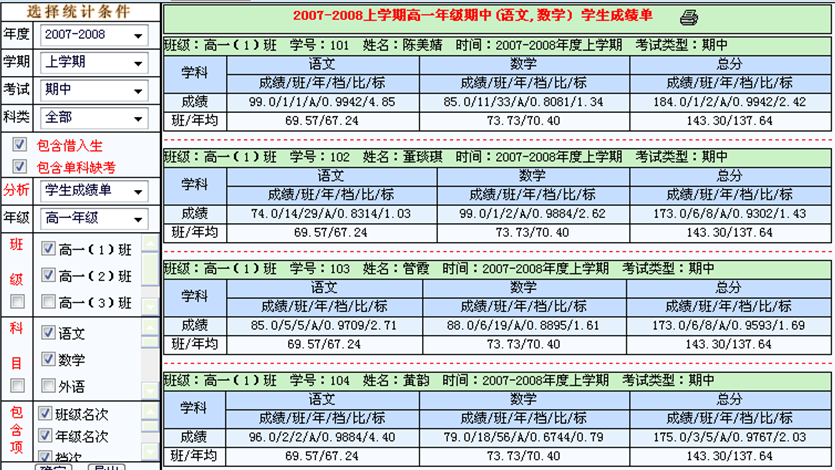 选择统计条件
年度 2007-2008
学期 上学期
考试 期中
科类 全部
包含借入生
包含单科缺考
分析 学生成绩单
年级 高一年级
班级
高一(1)班
高一(2)班
高一(3)班
科目
语文
数学
外语
包含项
班级名次
年级名次
档次
确定 导出
2007-2008上学期高一年级期中(语文,数学) 学生成绩单
班级:高一(1)班 学号:101 姓名:陈美婧 时间:2007-2008年度上学期 考试类型:期中
学科 语文 数学 总分
成绩/班/年/档/比/标 成绩/班/年/档/比/标 成绩/班/年/档/比/标
成绩 99.0/1/1/A/0.9942/4.85 85.0/11/33/A/0.8081/1.34 184.0/1/2/A/0.9942/2.42
班/年均 69.57/67.24 73.73/70.40 143.30/137.64
班级:高一(1)班 学号:102 姓名:董琰琪 时间:2007-2008年度上学期 考试类型:期中
学科 语文 数学 总分
成绩/班/年/档/比/标 成绩/班/年/档/比/标 成绩/班/年/档/比/标
成绩 74.0/14/29/A/0.8314/1.03 99.0/1/2/A/0.9884/2.62 173.0/6/8/A/0.9302/1.43
班/年均 69.57/67.24 73.73/70.40 143.30/137.64
班级:高一(1)班 学号:103 姓名:管霞 时间:2007-2008年度上学期 考试类型:期中
学科 语文 数学 总分
成绩/班/年/档/比/标 成绩/班/年/档/比/标 成绩/班/年/档/比/标
成绩 85.0/5/5/A/0.9709/2.71 88.0/6/19/A/0.8895/1.61 173.0/6/8/A/0.9593/1.69
班/年均 69.57/67.24 73.73/70.40 143.30/137.64
班级:高一(1)班 学号:104 姓名:黄韵 时间:2007-2008年度上学期 考试类型:期中
学科 语文 数学 总分
成绩/班/年/档/比/标 成绩/班/年/档/比/标 成绩/班/年/档/比/标
成绩 96.0/2/2/A/0.9884/4.40 79.0/18/56/A/0.6744/0.79 175.0/3/5/A/0.9767/2.03
班/年均 69.57/67.24 73.73/70.40 143.30/137.64